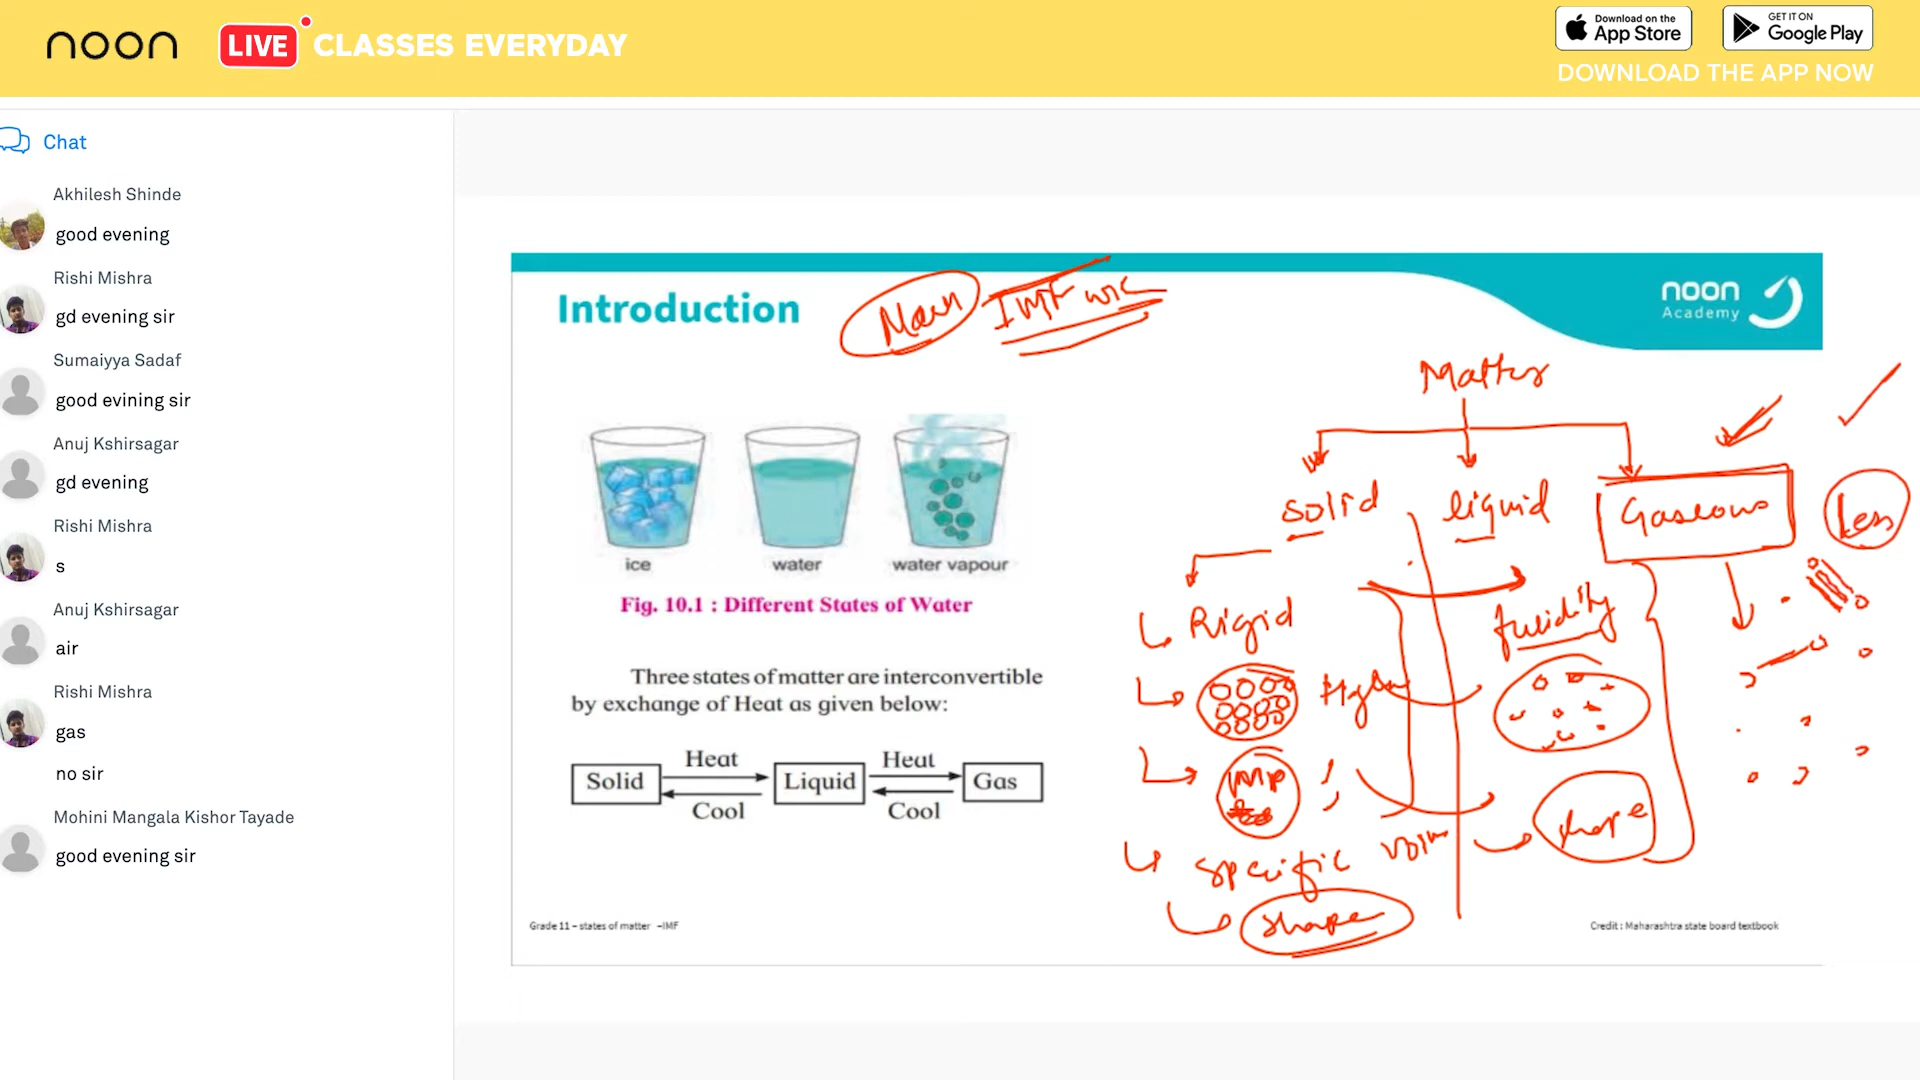 noon LIVE CLASSES EVERYDAY
Download on the App Store
GET IT ON Google Play
DOWNLOAD THE APP NOW
Chat
Akhilesh Shinde
good evening
Rishi Mishra
gd evening sir
Sumaiyya Sadaf
good evining sir
Anuj Kshirsagar
gd evening
Rishi Mishra
s
Anuj Kshirsagar
air
Rishi Mishra
gas
no sir
Mohini Mangala Kishor Tayade
good evening sir
Introduction
IMF
noon
Academy
Matter
solid liquid Gaseous Less
ice water water vapour
Fig. 10.1 : Different States of Water
Rigid
Three states of matter are interconvertible
by exchange of Heat as given below:
Heat Heat
Solid Liquid Gas
Cool Cool
IMF
shape
specific
shape
Grade 11 – states of matter –IMF
Credit : Maharashtra state board textbook